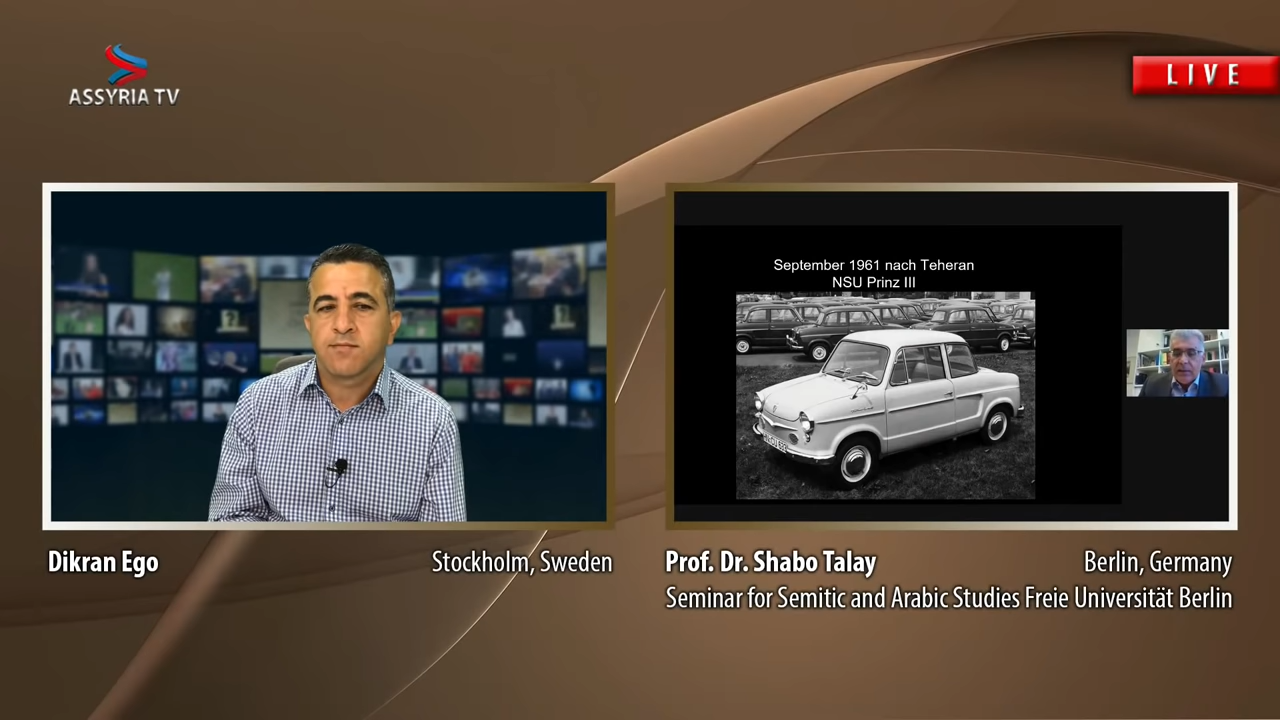 ASSYRIA TV
LIVE
September 1961 nach Teheran
NSU Prinz III
Dikran Ego
Stockholm, Sweden
Prof. Dr. Shabo Talay
Berlin, Germany
Seminar for Semitic and Arabic Studies Freie Universität Berlin